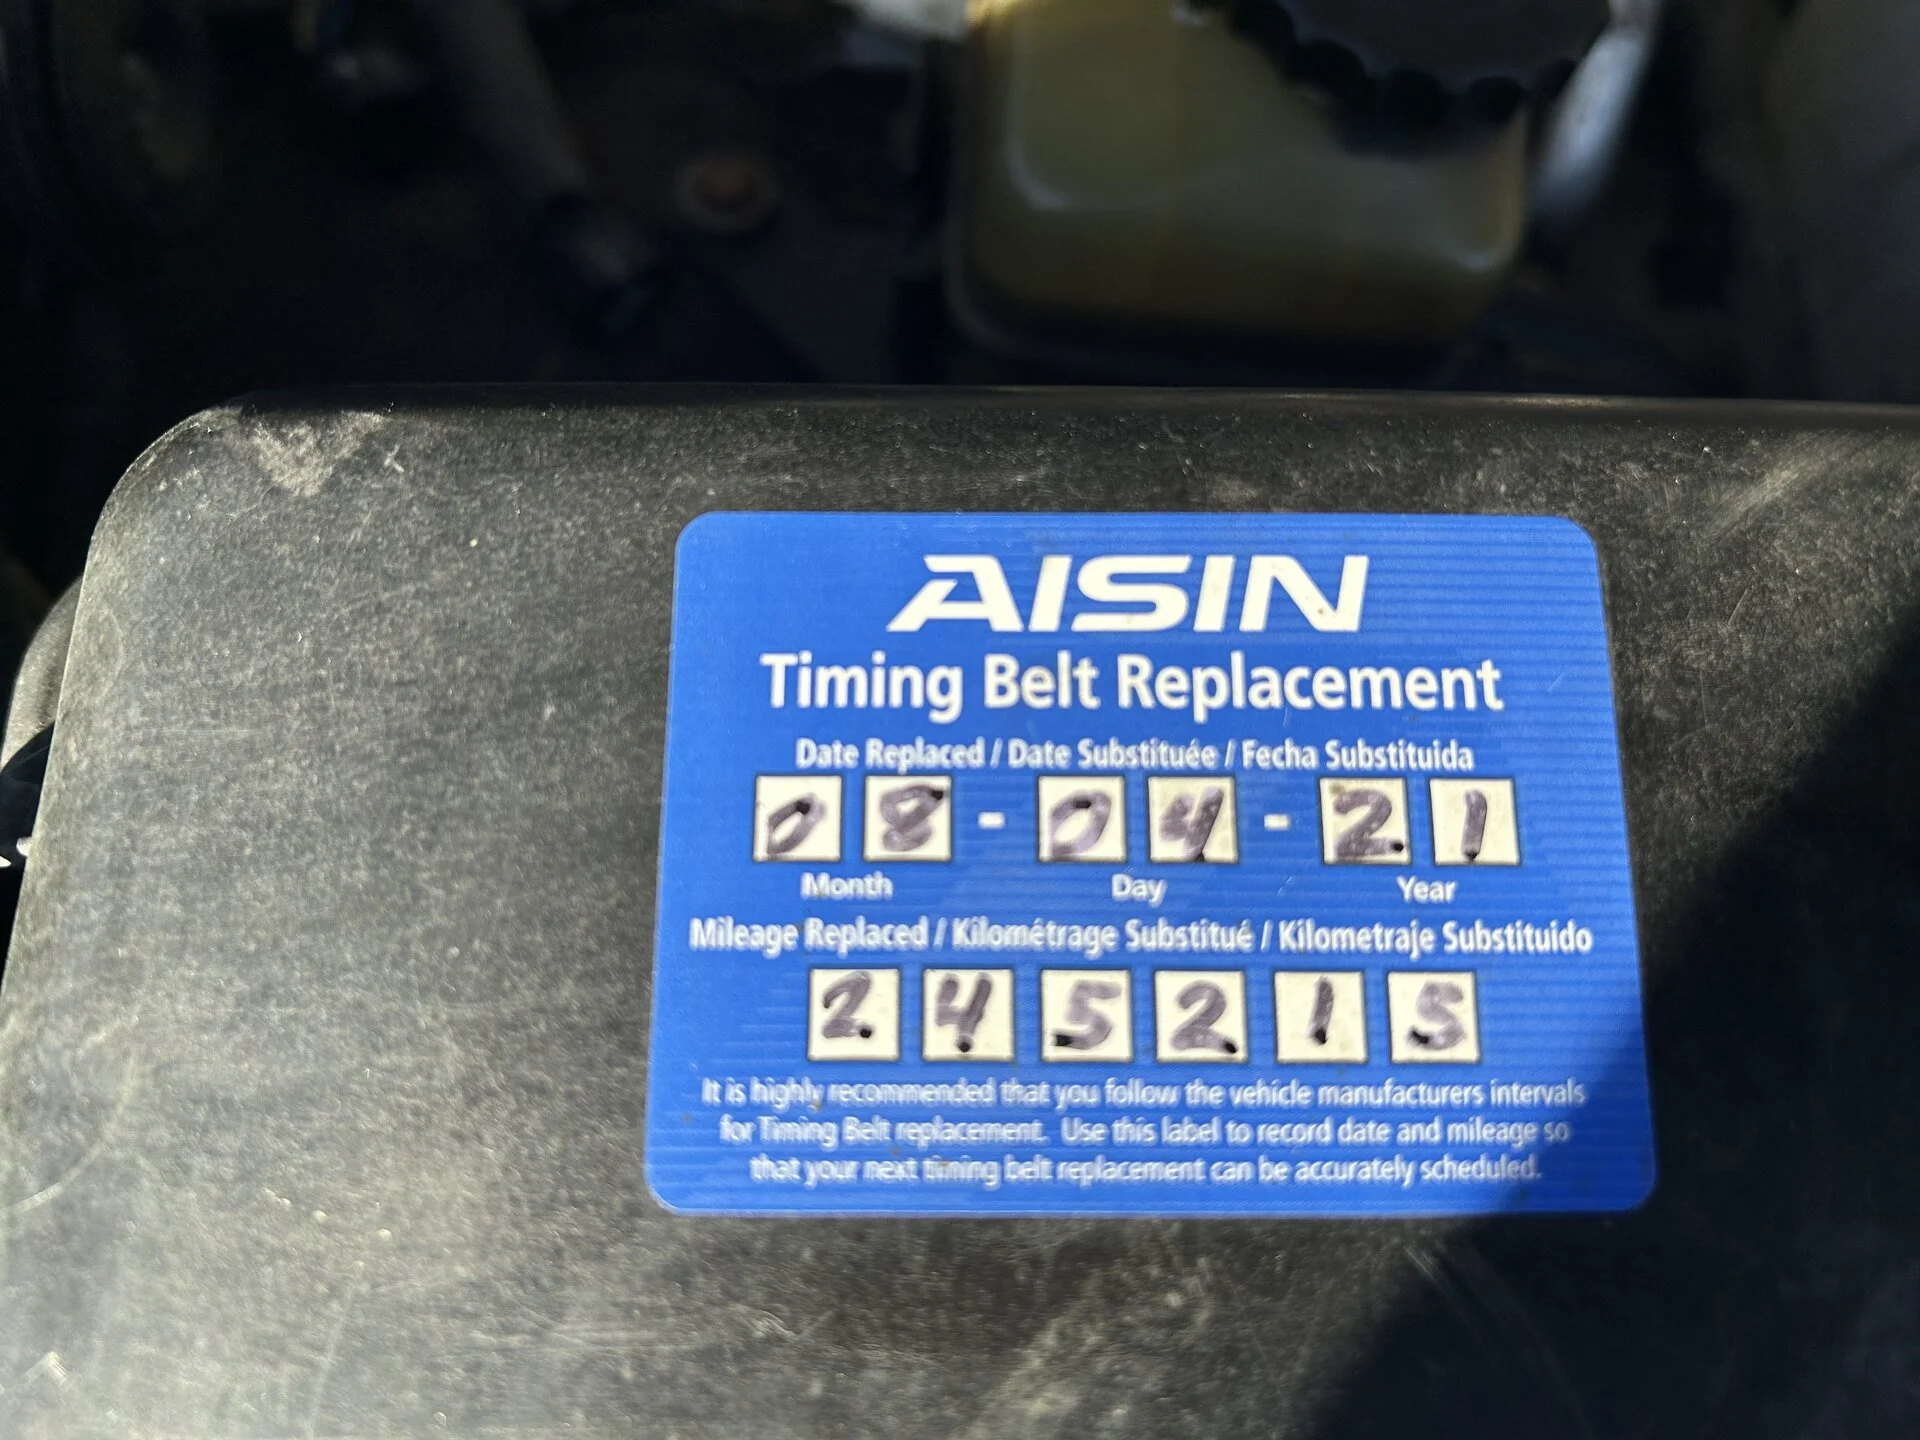 AISIN
Timing Belt Replacement
Date Replaced / Date Substituée / Fecha Substituida
08-04-21
Month Day Year
Mileage Replaced / Kilométrage Substitué / Kilometraje Substituido
245215
It is highly recommended that you follow the vehicle manufacturers intervals
for Timing Belt replacement. Use this label to record date and mileage so
that your next timing belt replacement can be accurately scheduled.